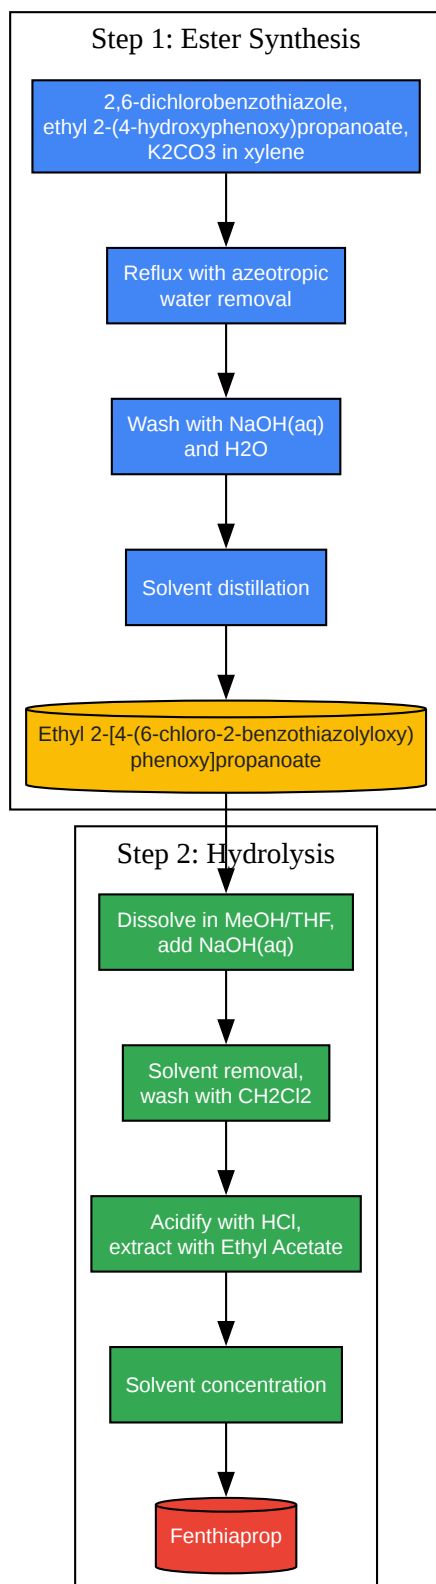 Step 1: Ester Synthesis
2,6-dichlorobenzothiazole,
ethyl 2-(4-hydroxyphenoxy)propanoate,
K2CO3 in xylene
Reflux with azeotropic
water removal
Wash with NaOH(aq)
and H2O
Solvent distillation
Ethyl 2-[4-(6-chloro-2-benzothiazolyloxy)
phenoxy]propanoate
Step 2: Hydrolysis
Dissolve in MeOH/THF,
add NaOH(aq)
Solvent removal,
wash with CH2Cl2
Acidify with HCl,
extract with Ethyl Acetate
Solvent concentration
Fenthiaprop